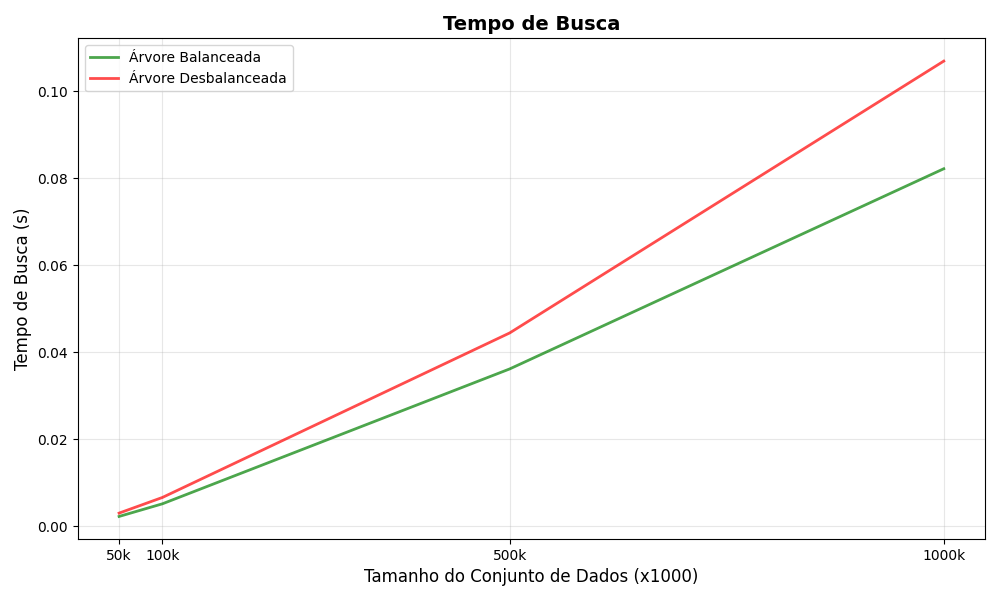 Tempo de Busca
Árvore Balanceada
Árvore Desbalanceada
Tempo de Busca (s)
0.10
0.08
0.06
0.04
0.02
0.00
50k 100k 500k 1000k
Tamanho do Conjunto de Dados (x1000)